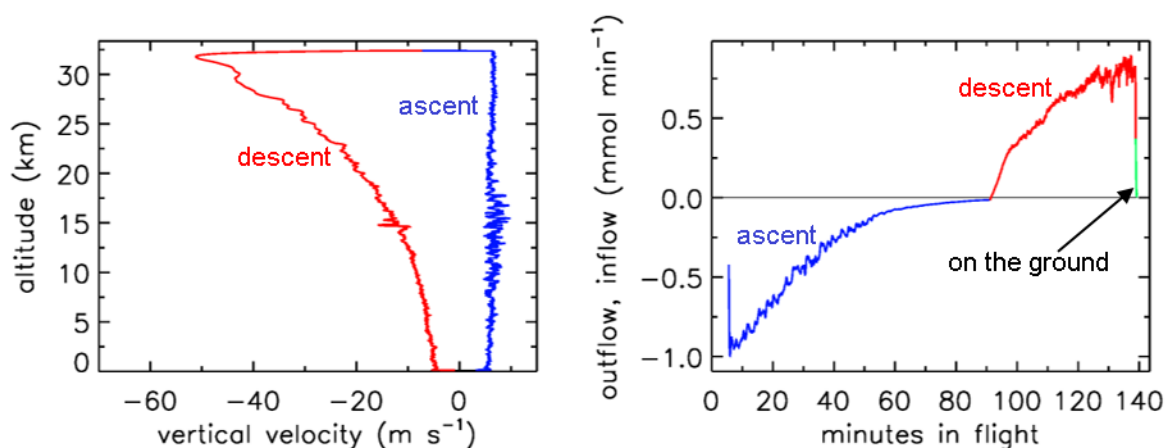 altitude (km)
30
25
20
15
10
5
0
ascent
descent
−60
−40
−20
0
vertical velocity (m s⁻¹)
outflow, inflow (mmol min⁻¹)
0.5
0.0
−0.5
−1.0
descent
ascent
on the ground
0
20
40
60
80
100
120
140
minutes in flight